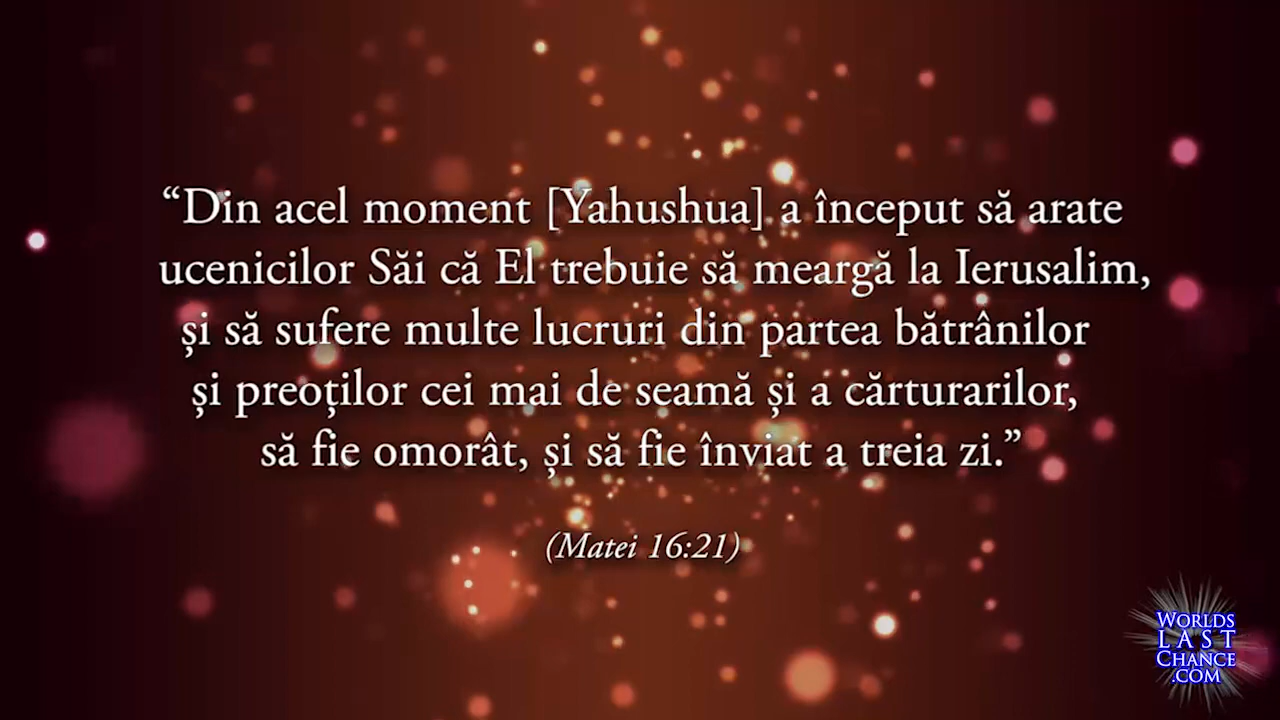 “Din acel moment [Yahushua] a început să arate
ucenicilor Săi că El trebuie să meargă la Ierusalim,
și să sufere multe lucruri din partea bătrânilor
și preoților cei mai de seamă și a cărturarilor,
să fie omorât, și să fie înviat a treia zi.”
(Matei 16:21)
WORLDS
LAST
CHANCE
.COM